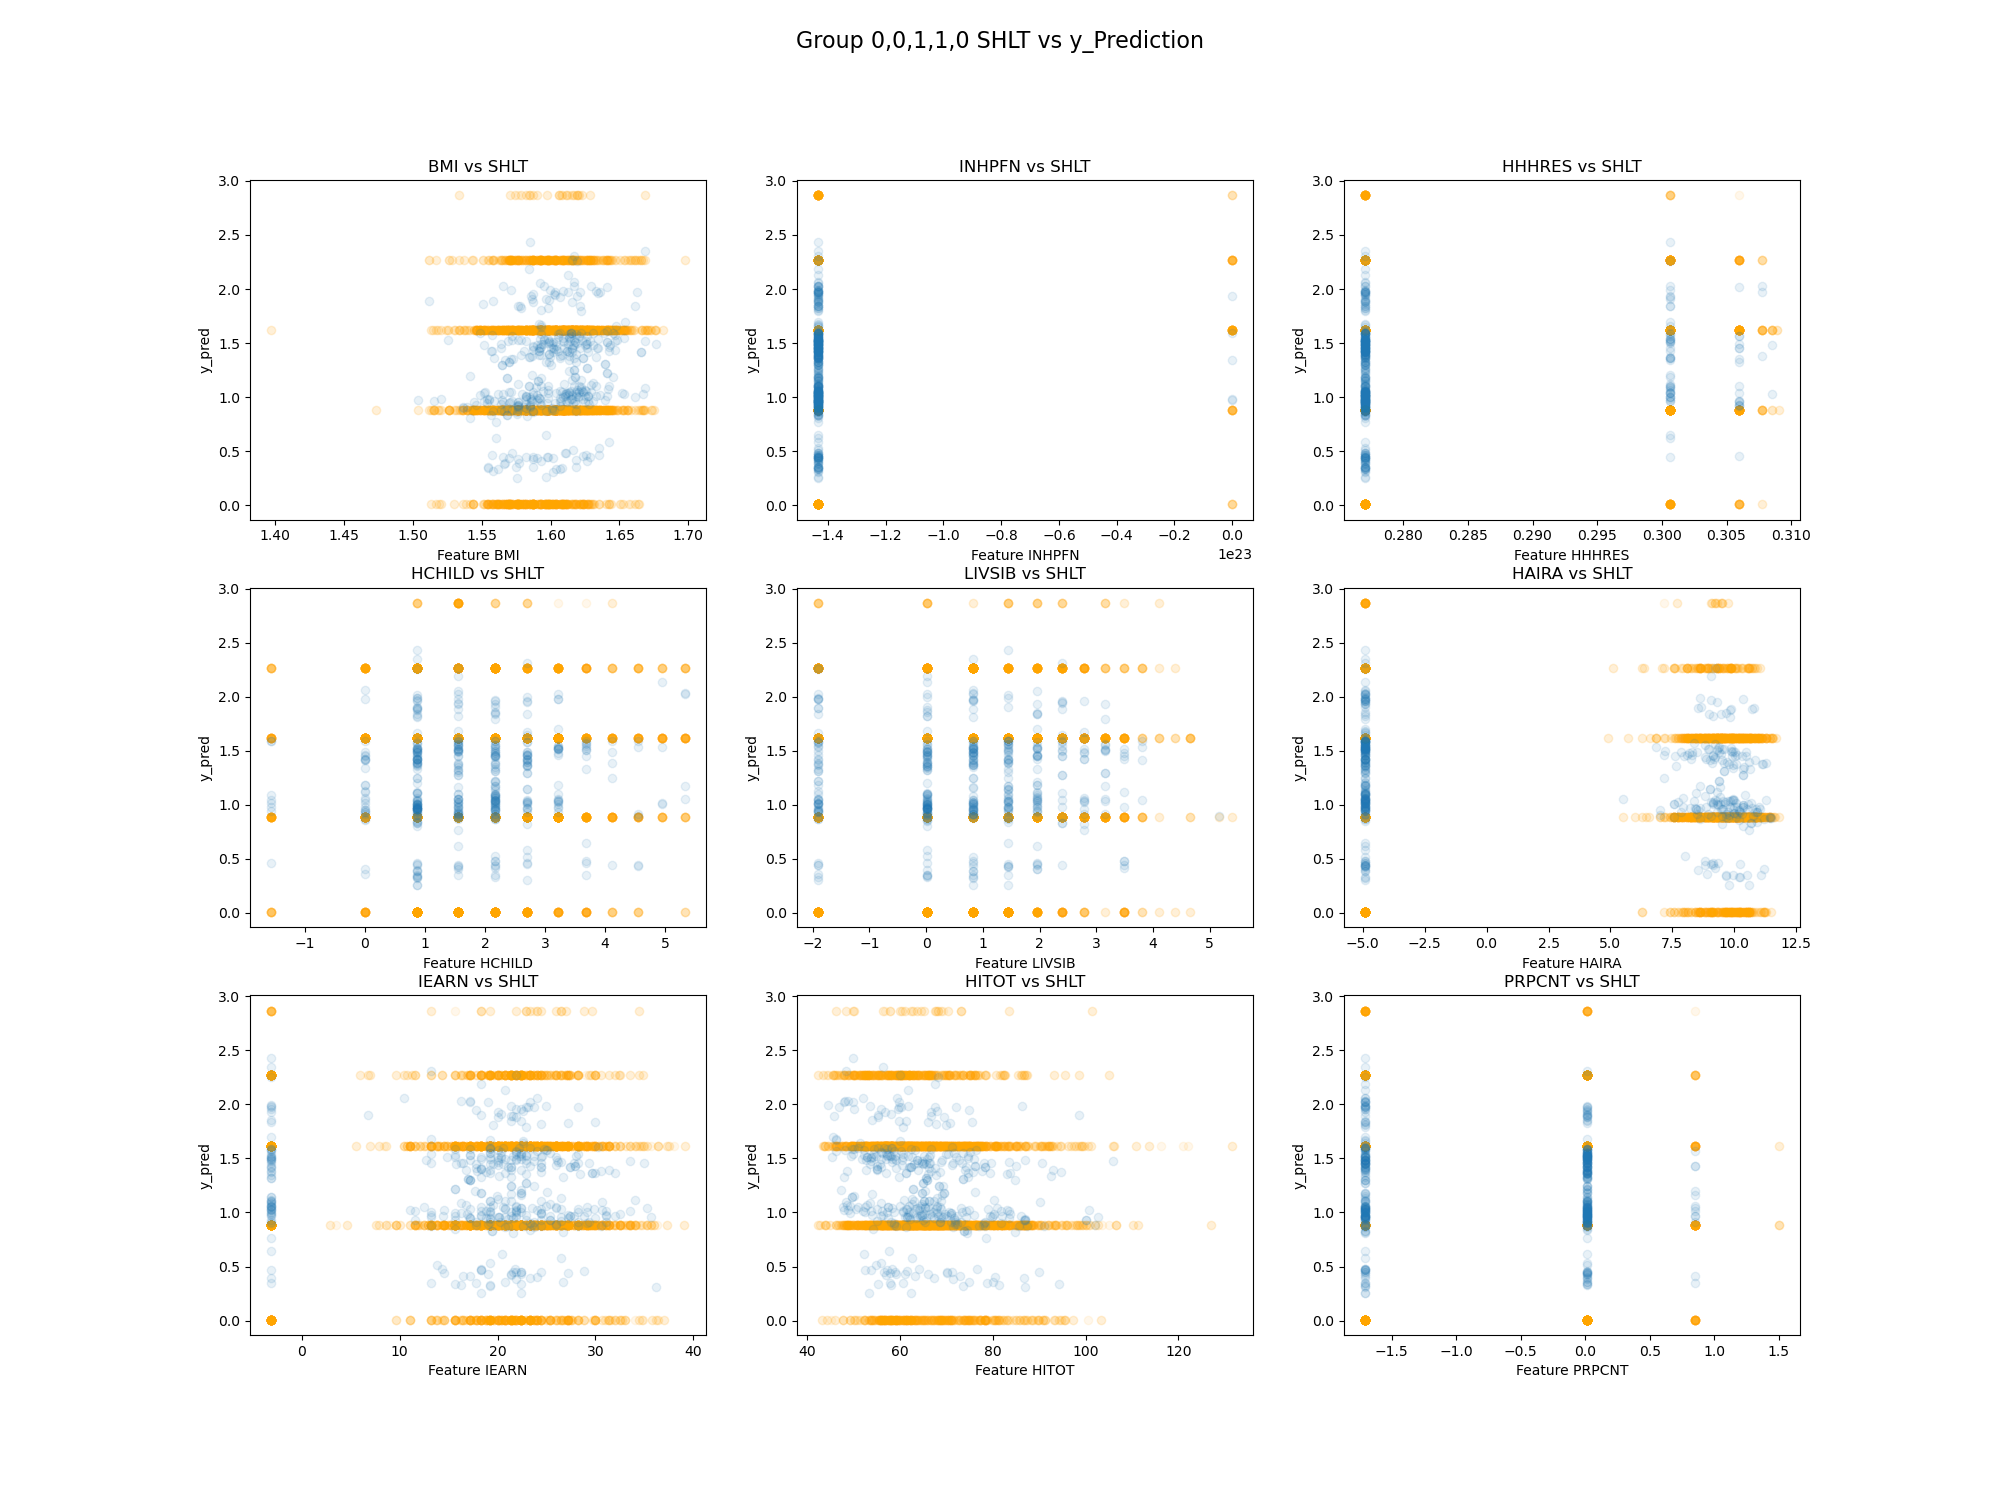 Group 0,0,1,1,0 SHLT vs y_Prediction
BMI vs SHLT
INHPFN vs SHLT
HHHRES vs SHLT
3.0
2.5
2.0
1.5
1.0
0.5
0.0
y_pred
1.40 1.45 1.50 1.55 1.60 1.65 1.70
Feature BMI
3.0
2.5
2.0
1.5
1.0
0.5
0.0
y_pred
−1.4 −1.2 −1.0 −0.8 −0.6 −0.4 −0.2 0.0
1e23
Feature INHPFN
3.0
2.5
2.0
1.5
1.0
0.5
0.0
y_pred
0.280 0.285 0.290 0.295 0.300 0.305 0.310
Feature HHHRES
HCHILD vs SHLT
LIVSIB vs SHLT
HAIRA vs SHLT
3.0
2.5
2.0
1.5
1.0
0.5
0.0
y_pred
−1 0 1 2 3 4 5
Feature HCHILD
3.0
2.5
2.0
1.5
1.0
0.5
0.0
y_pred
−2 −1 0 1 2 3 4 5
Feature LIVSIB
3.0
2.5
2.0
1.5
1.0
0.5
0.0
y_pred
−5.0 −2.5 0.0 2.5 5.0 7.5 10.0 12.5
Feature HAIRA
IEARN vs SHLT
HITOT vs SHLT
PRPCNT vs SHLT
3.0
2.5
2.0
1.5
1.0
0.5
0.0
y_pred
0 10 20 30 40
Feature IEARN
3.0
2.5
2.0
1.5
1.0
0.5
0.0
y_pred
40 60 80 100 120
Feature HITOT
3.0
2.5
2.0
1.5
1.0
0.5
0.0
y_pred
−1.5 −1.0 −0.5 0.0 0.5 1.0 1.5
Feature PRPCNT